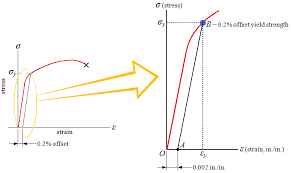 σ
σy
stress
strain
ε
0.2% offset
σ (stress)
σy
B – 0.2% offset yield strength
O
A
εy
ε (strain, in./in.)
0.002 in./in.